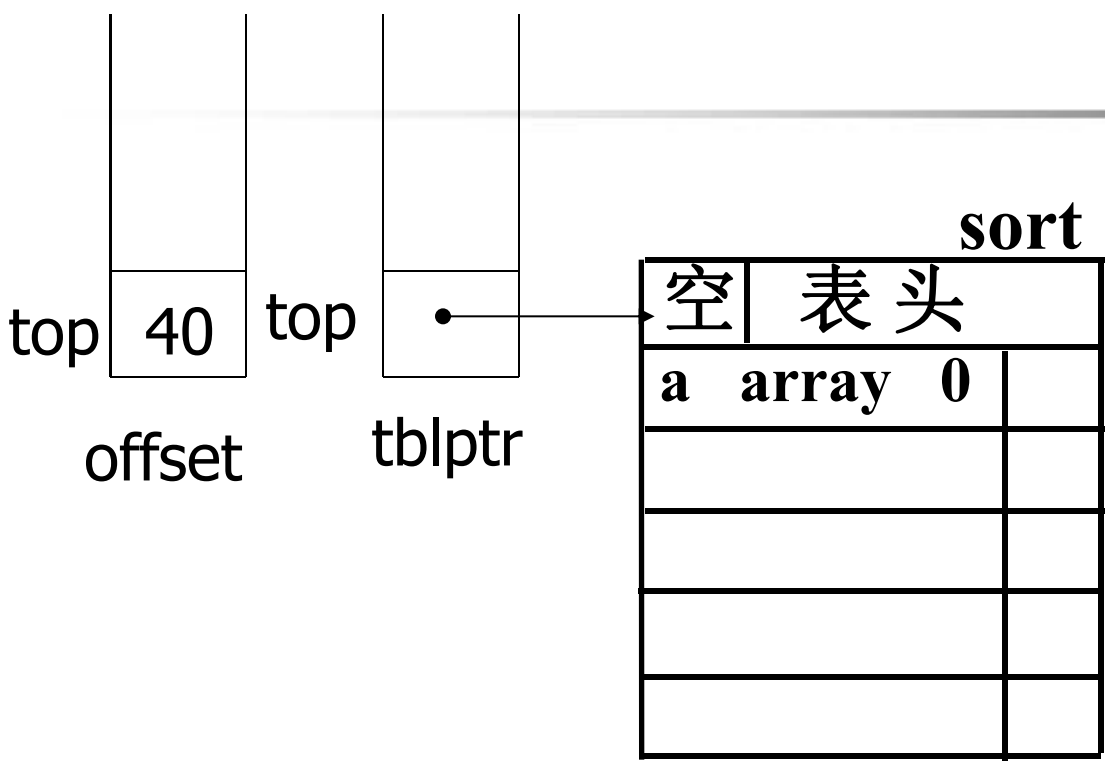 sort
空 表头
top 40 top
a array 0
offset tblptr